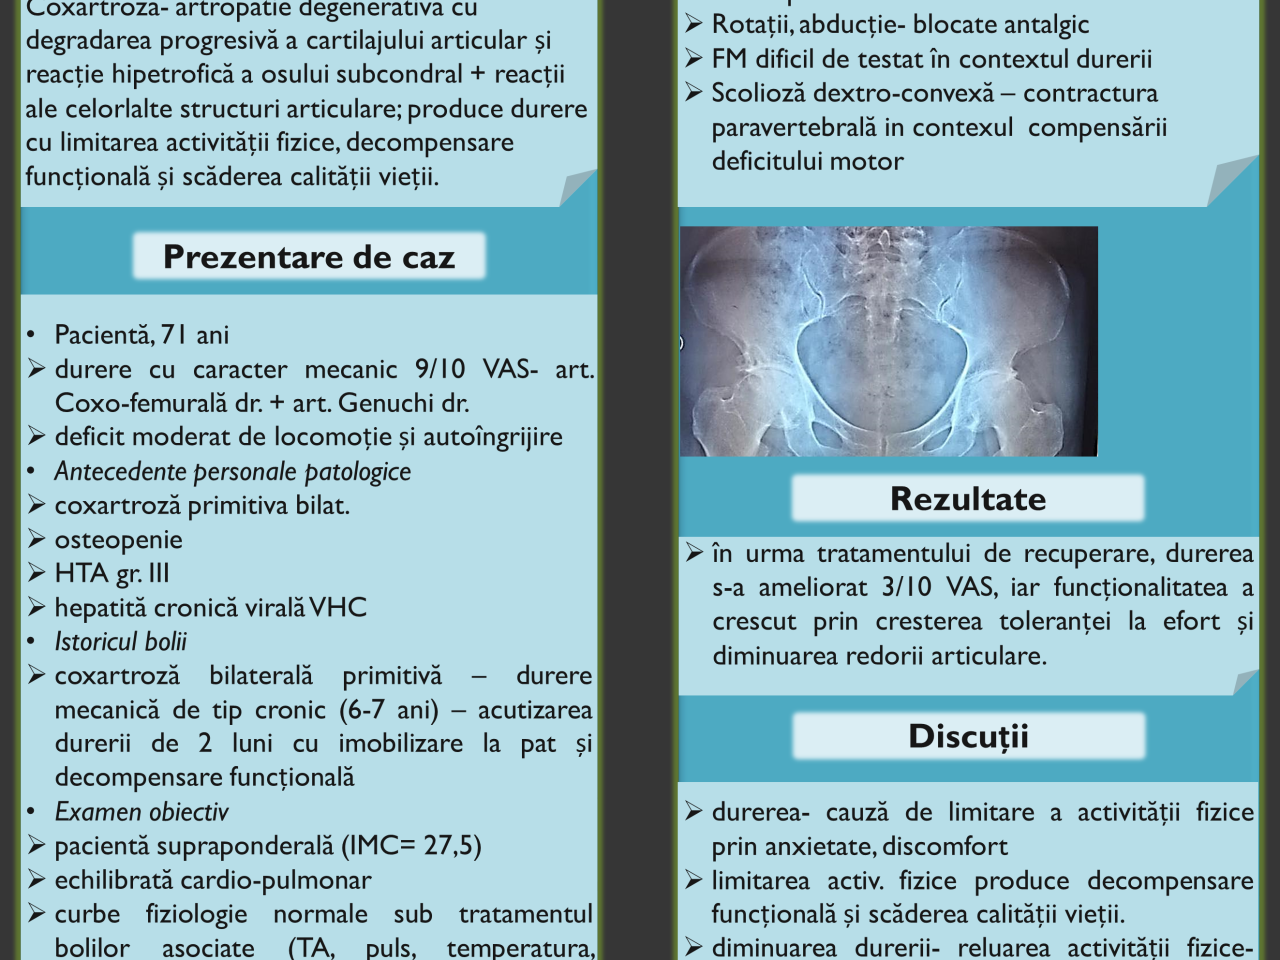 Coxartroza- artropatie degenerativa cu
degradarea progresivă a cartilajului articular și
reacție hipetrofică a osului subcondral + reacții
ale celorlalte structuri articulare; produce durere
cu limitarea activității fizice, decompensare
funcțională și scăderea calității vieții.
Prezentare de caz
• Pacientă, 71 ani
➢ durere cu caracter mecanic 9/10 VAS- art.
Coxo-femurală dr. + art. Genuchi dr.
➢ deficit moderat de locomoție și autoîngrijire
• Antecedente personale patologice
➢ coxartroză primitiva bilat.
➢ osteopenie
➢ HTA gr. III
➢ hepatită cronică virală VHC
• Istoricul bolii
➢ coxartroză bilaterală primitivă – durere
mecanică de tip cronic (6-7 ani) – acutizarea
durerii de 2 luni cu imobilizare la pat și
decompensare funcțională
• Examen obiectiv
➢ pacientă supraponderală (IMC= 27,5)
➢ echilibrată cardio-pulmonar
➢ curbe fiziologie normale sub tratamentul
bolilor asociate (TA, puls, temperatura,
➢ Rotații, abducție- blocate antalgic
➢ FM dificil de testat în contextul durerii
➢ Scolioză dextro-convexă – contractura
paravertebrală in contexul compensării
deficitului motor
Rezultate
➢ în urma tratamentului de recuperare, durerea
s-a ameliorat 3/10 VAS, iar funcționalitatea a
crescut prin cresterea toleranței la efort și
diminuarea redorii articulare.
Discuții
➢ durerea- cauză de limitare a activității fizice
prin anxietate, discomfort
➢ limitarea activ. fizice produce decompensare
funcțională și scăderea calității vieții.
➢ diminuarea durerii- reluarea activității fizice-